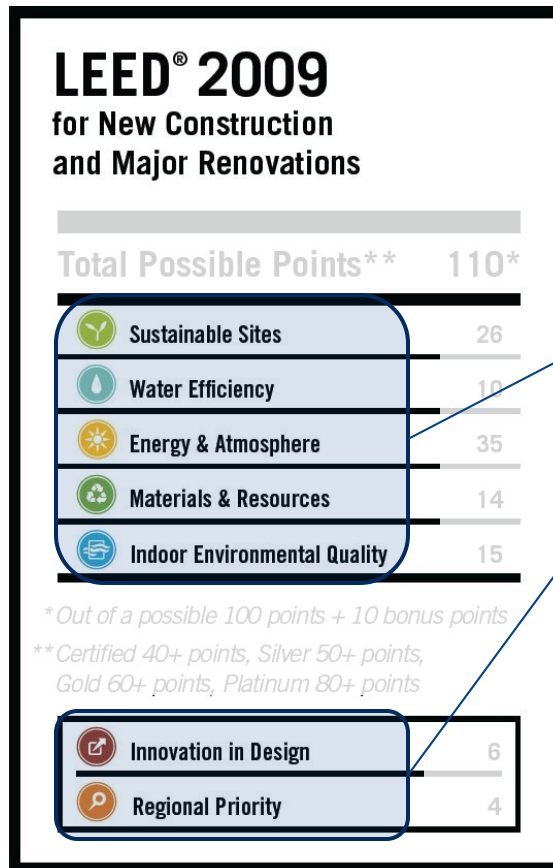 LEED® 2009
for New Construction
and Major Renovations
Total Possible Points** 110*
Sustainable Sites 26
Water Efficiency 10
Energy & Atmosphere 35
Materials & Resources 14
Indoor Environmental Quality 15
*Out of a possible 100 points + 10 bonus points
**Certified 40+ points, Silver 50+ points,
Gold 60+ points, Platinum 80+ points
Innovation in Design 6
Regional Priority 4